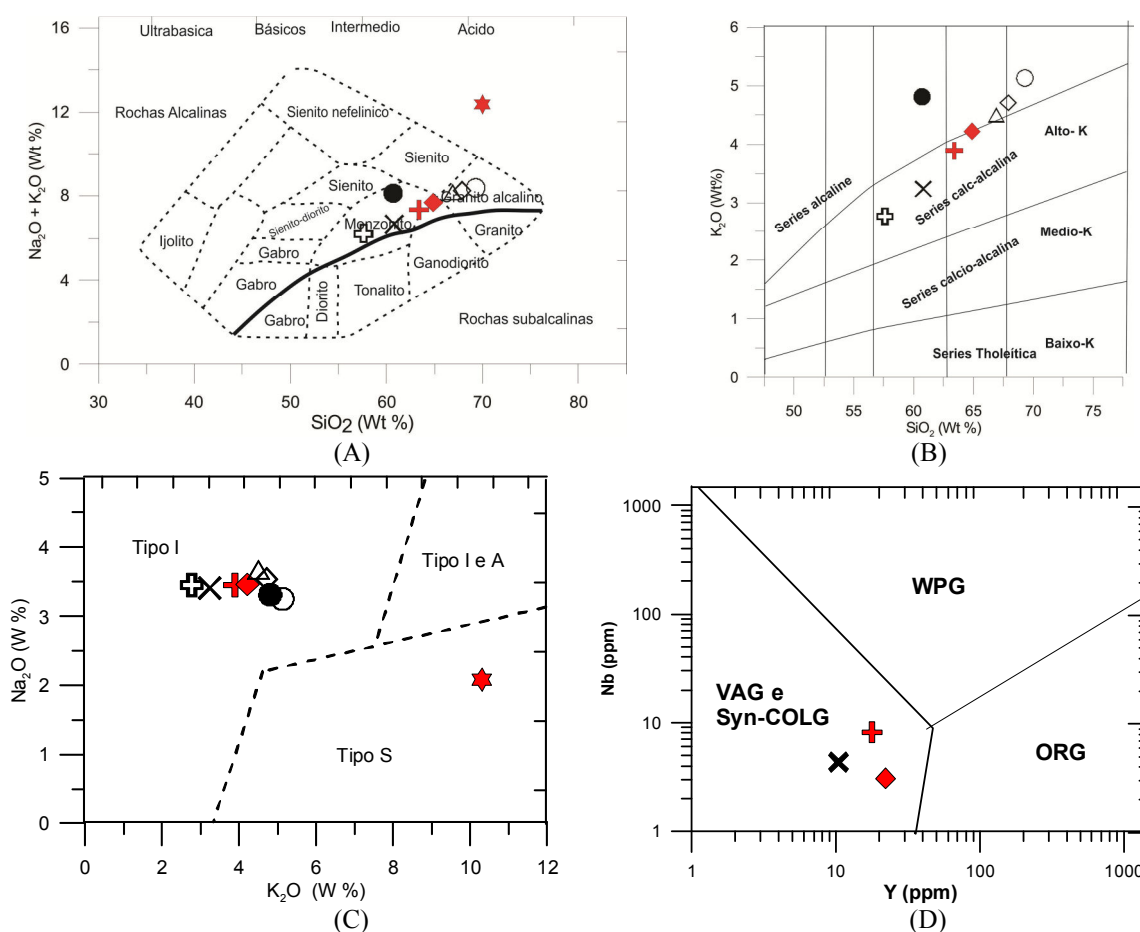 Ultrabasica Básicos Intermedio Ácido
Rochas Alcalinas
Sienito nefelinico
Sienito
Sienito
Granito alcalino
Sienito-diorito
Monzonito
Granito
Ijolito
Gabro
Ganodiorito
Gabro
Tonalito
Diorito
Gabro
Rochas subalcalinas
Na2O + K2O (Wt %)
16
12
8
4
0
30 40 50 60 70 80
SiO2 (Wt %)
(A)
K2O (Wt%)
6
5
4
3
2
1
0
Alto- K
Series alcaline
Series calc-alcalina
Medio-K
Series calcio-alcalina
Baixo-K
Series Tholeítica
50 55 60 65 70 75
SiO2 (Wt %)
(B)
Na2O (W %)
5
4
3
2
1
0
Tipo I
Tipo I e A
Tipo S
0 2 4 6 8 10 12
K2O (W %)
(C)
Nb (ppm)
1000
100
10
1
WPG
VAG e
Syn-COLG
ORG
1 10 100 1000
Y (ppm)
(D)